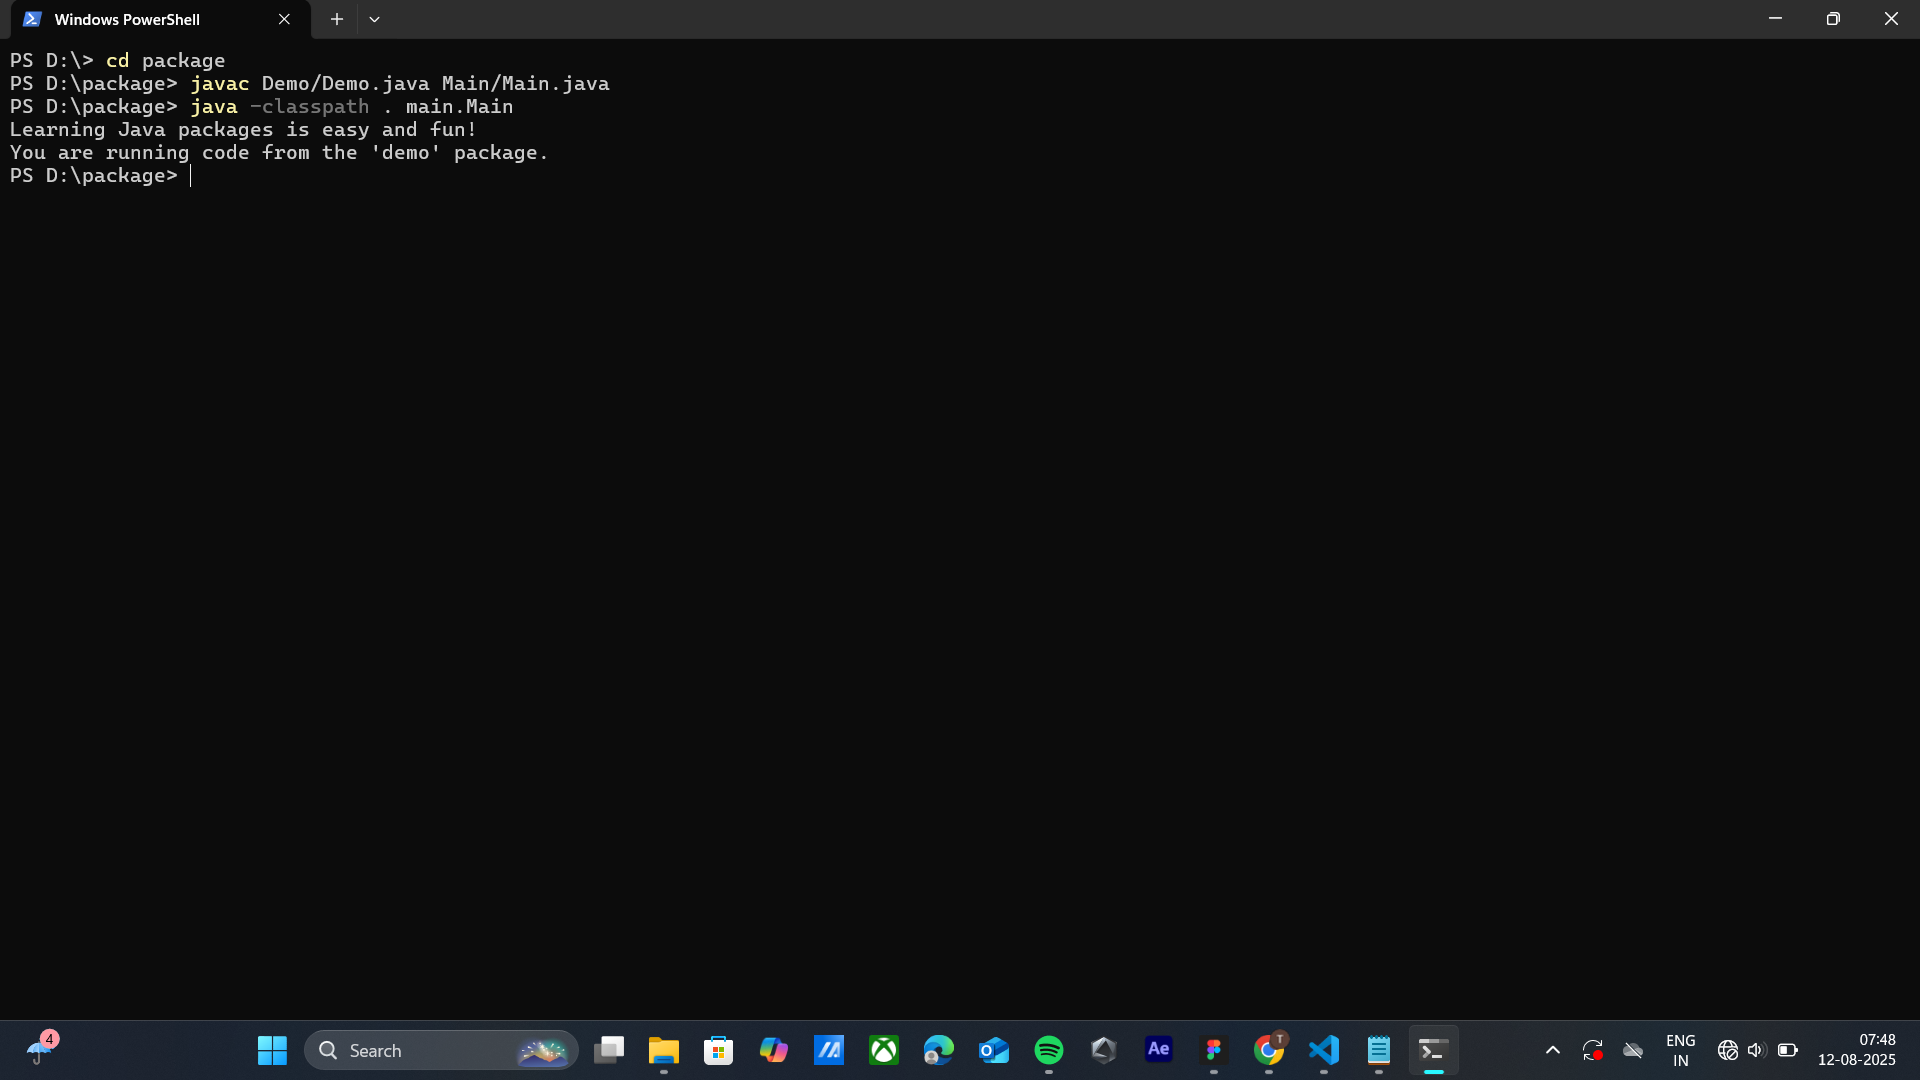 Windows PowerShell
PS D:\> cd package
PS D:\package> javac Demo/Demo.java Main/Main.java
PS D:\package> java -classpath . main.Main
Learning Java packages is easy and fun!
You are running code from the 'demo' package.
PS D:\package>
4
Search
Ae
T
ENG
IN
07:48
12-08-2025